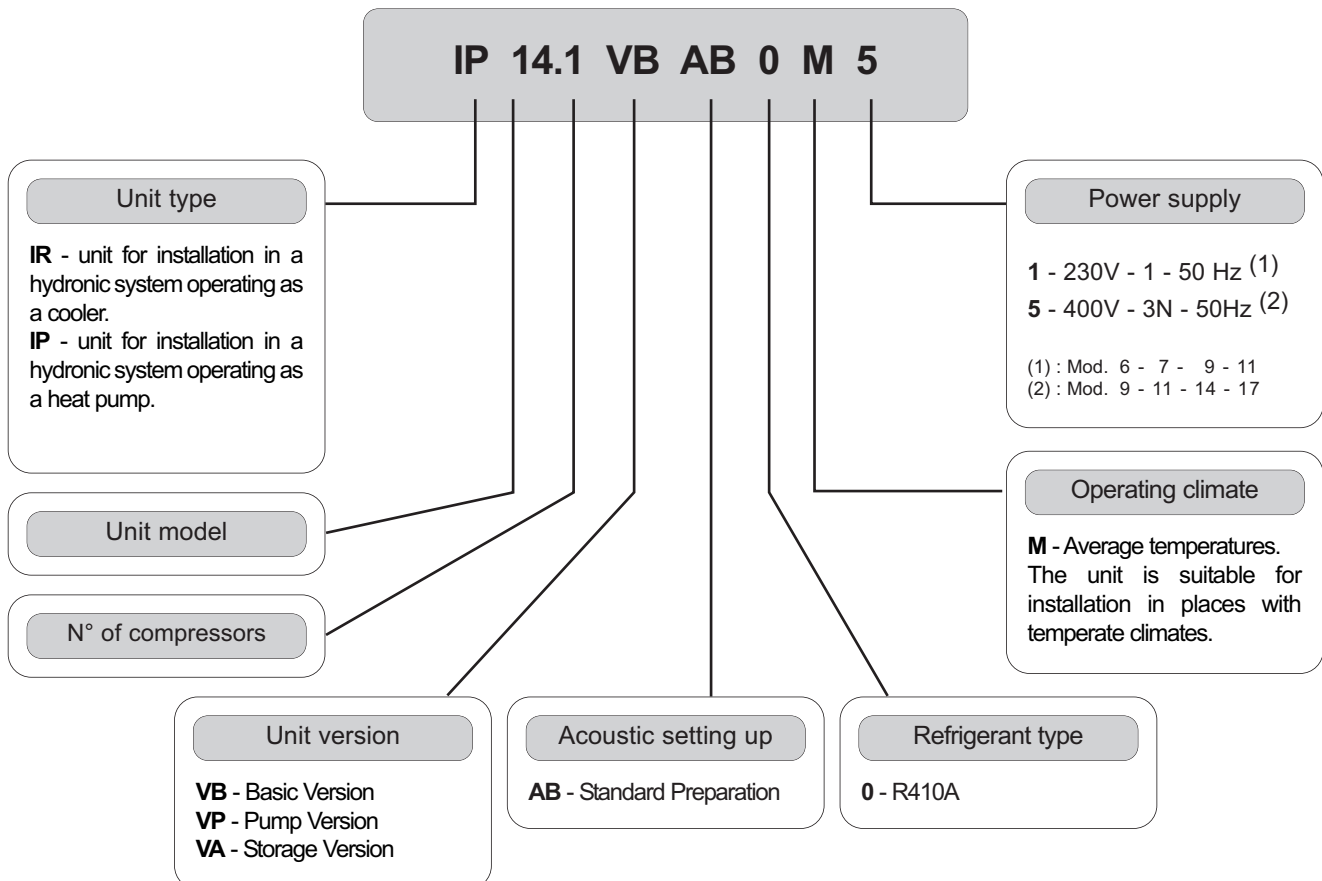 IP 14.1 VB AB 0 M 5
Unit type
IR - unit for installation in a
hydronic system operating as
a cooler.
IP - unit for installation in a
hydronic system operating as
a heat pump.
Unit model
N° of compressors
Unit version
VB - Basic Version
VP - Pump Version
VA - Storage Version
Acoustic setting up
AB - Standard Preparation
Refrigerant type
0 - R410A
Power supply
1 - 230V - 1 - 50 Hz (1)
5 - 400V - 3N - 50Hz (2)
(1) : Mod. 6 - 7 - 9 - 11
(2) : Mod. 9 - 11 - 14 - 17
Operating climate
M - Average temperatures.
The unit is suitable for
installation in places with
temperate climates.